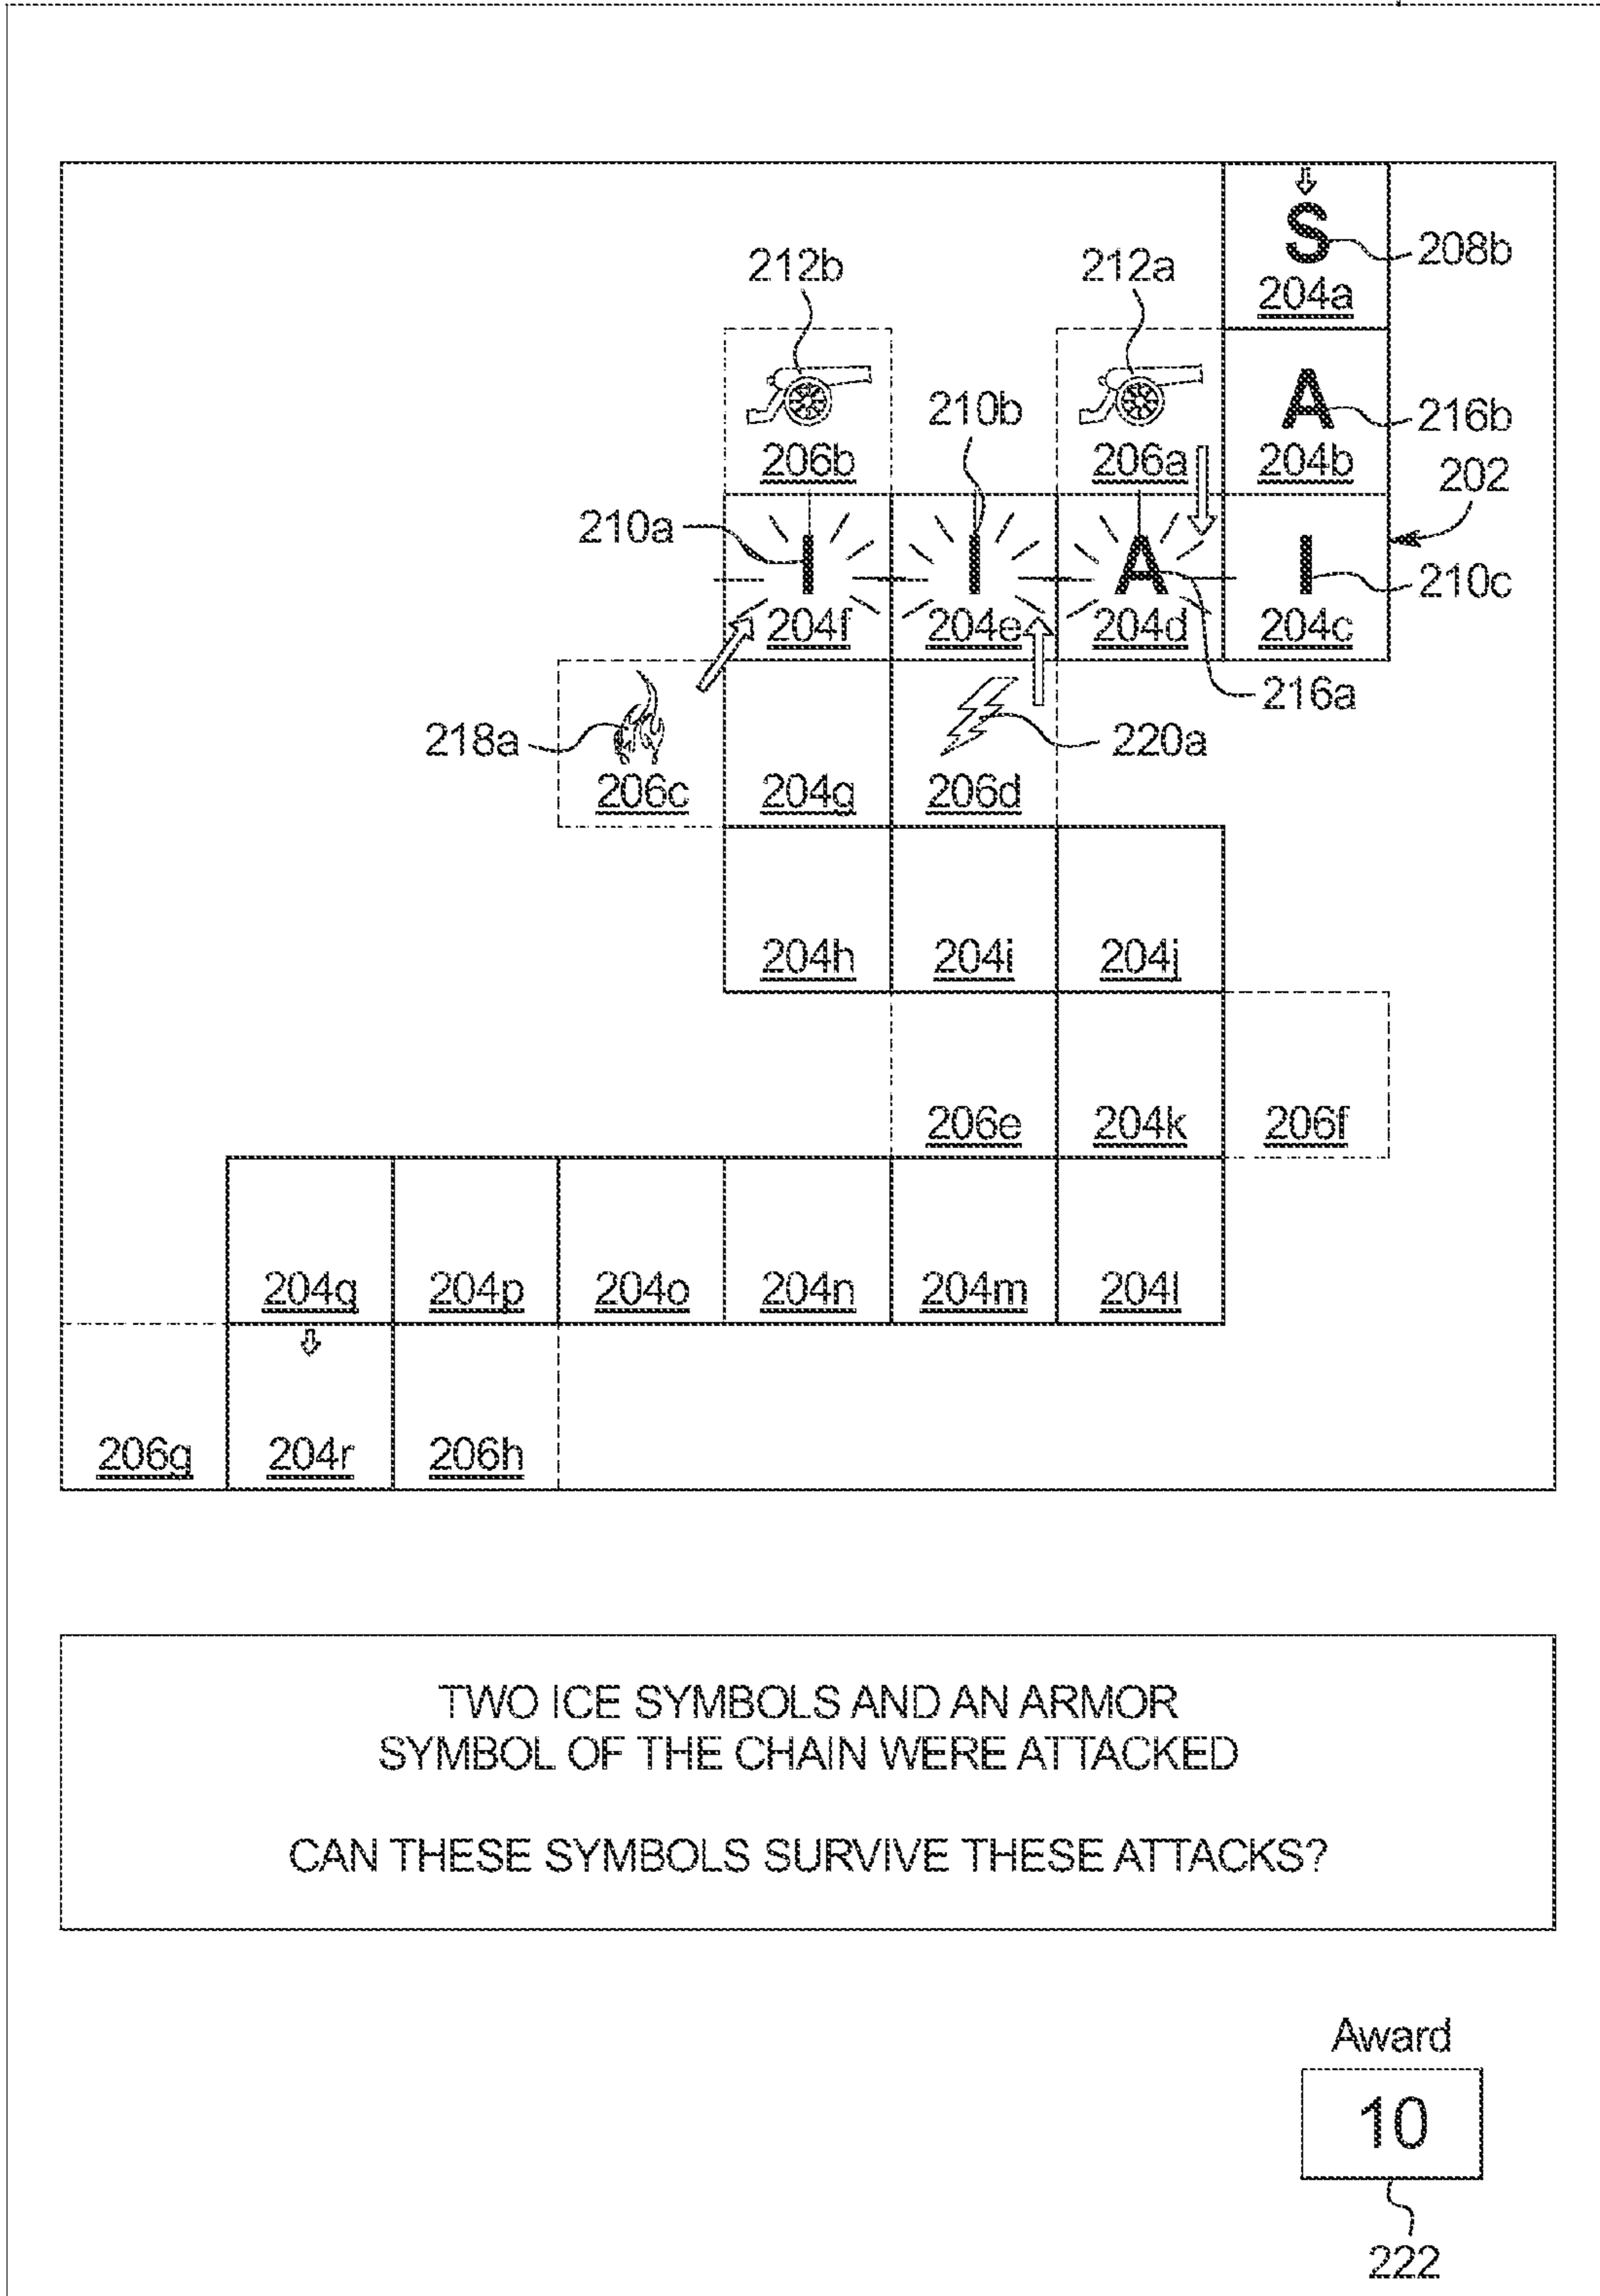 S
208b
204a
212b
212a
A
216b
210b
206b
206a
204b
202
210a
I
I
A
I
210c
204f
204e
204d
204c
216a
218a
220a
206c
204g
206d
204h
204i
204j
206e
204k
206f
204q
204p
204o
204n
204m
204l
206g
204r
206h
TWO ICE SYMBOLS AND AN ARMOR
SYMBOL OF THE CHAIN WERE ATTACKED
CAN THESE SYMBOLS SURVIVE THESE ATTACKS?
Award
10
222